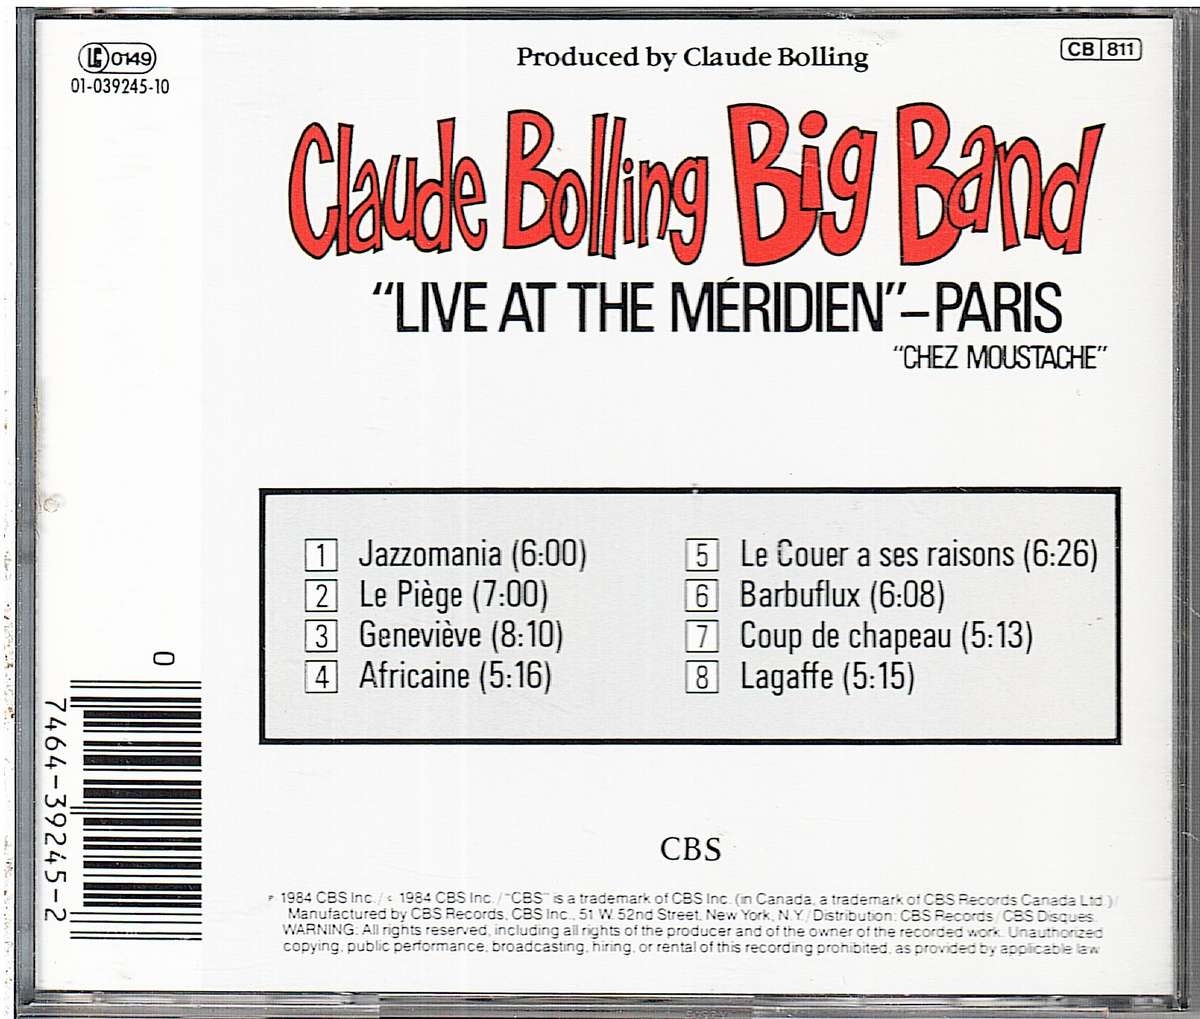 LC 0149
01-039245-10
Produced by Claude Bolling
CB 811
Claude Bolling Big Band
“LIVE AT THE MÉRIDIEN”–PARIS
“CHEZ MOUSTACHE”
1 Jazzomania (6:00)
2 Le Piège (7:00)
3 Geneviève (8:10)
4 Africaine (5:16)
5 Le Couer a ses raisons (6:26)
6 Barbuflux (6:08)
7 Coup de chapeau (5:13)
8 Lagaffe (5:15)
0
7464-39245-2
CBS
℗ 1984 CBS Inc./ © 1984 CBS Inc./“CBS” is a trademark of CBS Inc. (in Canada, a trademark of CBS Records Canada Ltd.)/
Manufactured by CBS Records, CBS Inc., 51 W. 52nd Street, New York, N.Y./Distribution: CBS Records/CBS Disques.
WARNING: All rights reserved, including all rights of the producer and of the owner of the recorded work. Unauthorized
copying, public performance, broadcasting, hiring, or rental of this recording prohibited, as provided by applicable law